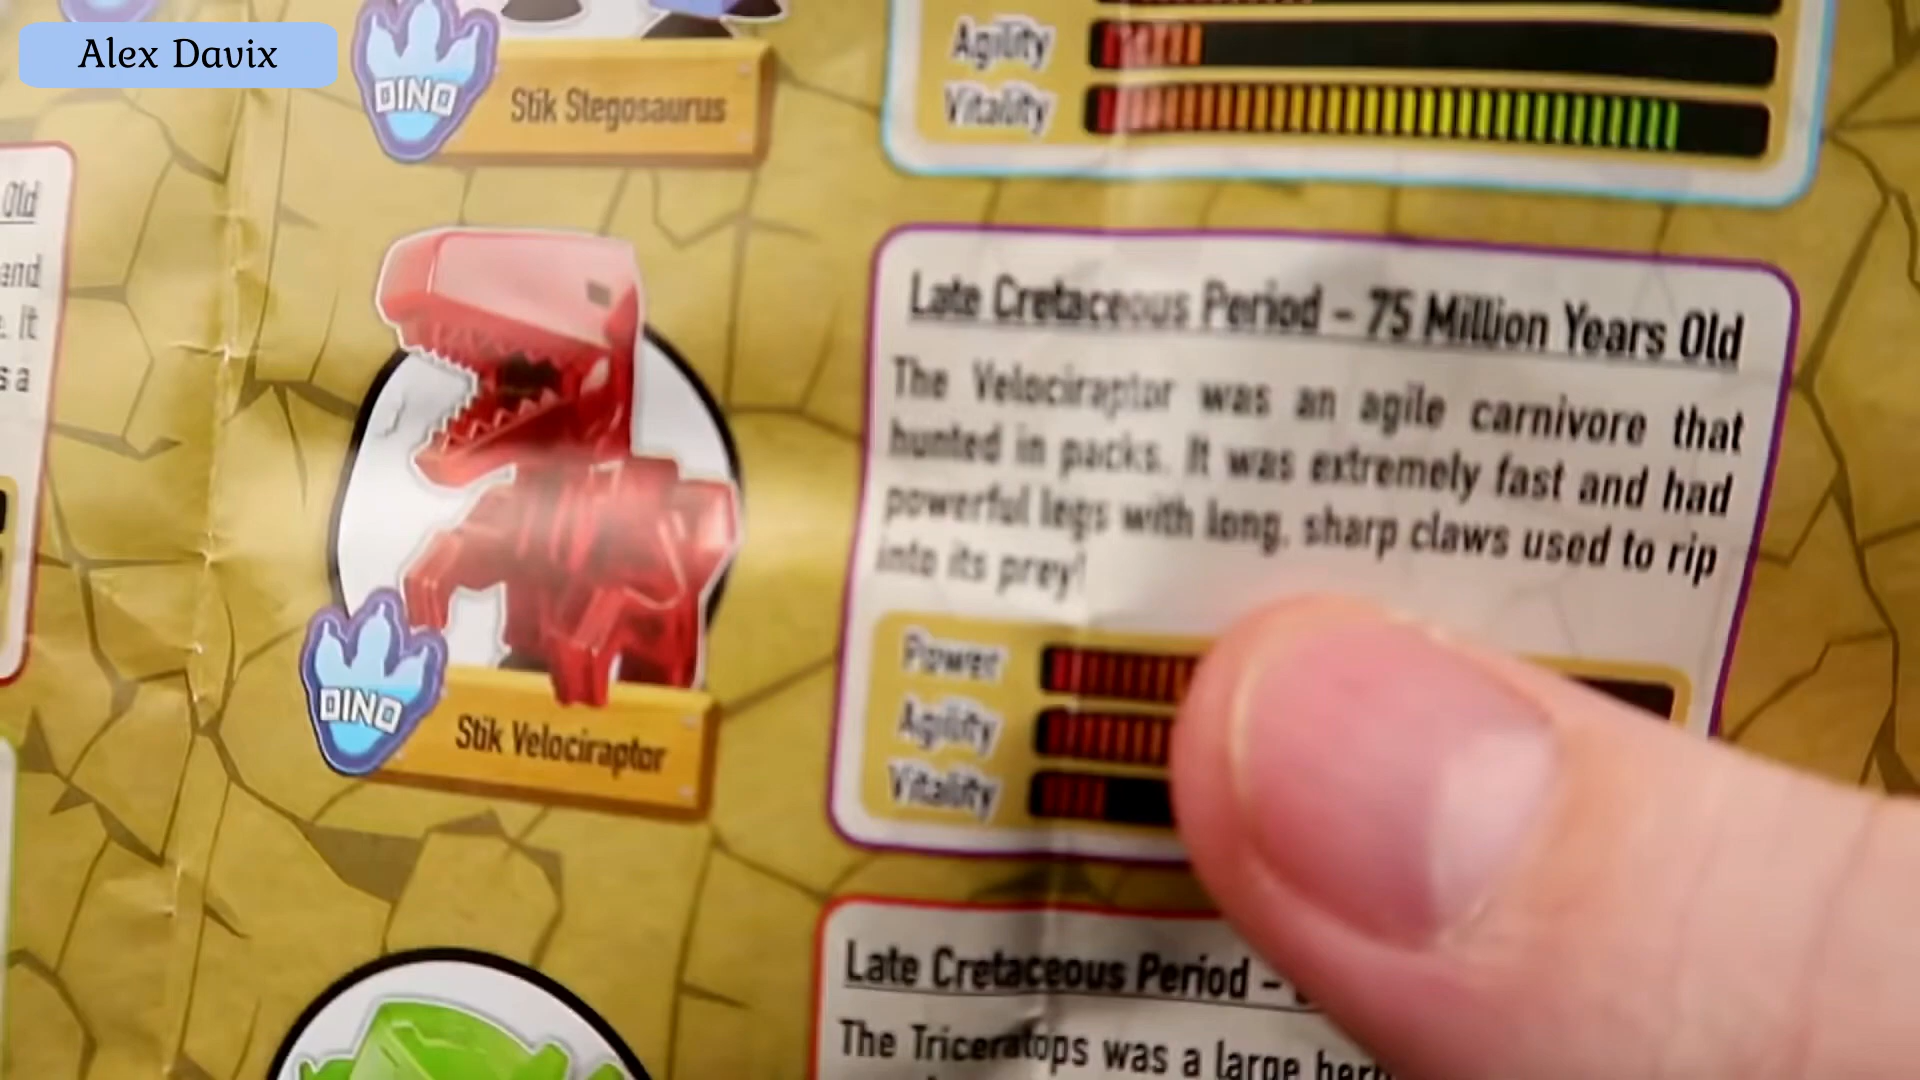 Alex Davix
DINO
Stik Stegosaurus
Agility
Vitality
Old
and
. It
s a
Late Cretaceous Period - 75 Million Years Old
The Velociraptor was an agile carnivore that
hunted in packs. It was extremely fast and had
powerful legs with long, sharp claws used to rip
into its prey!
Power
Agility
Vitality
DINO
Stik Velociraptor
Late Cretaceous Period -
The Triceratops was a large